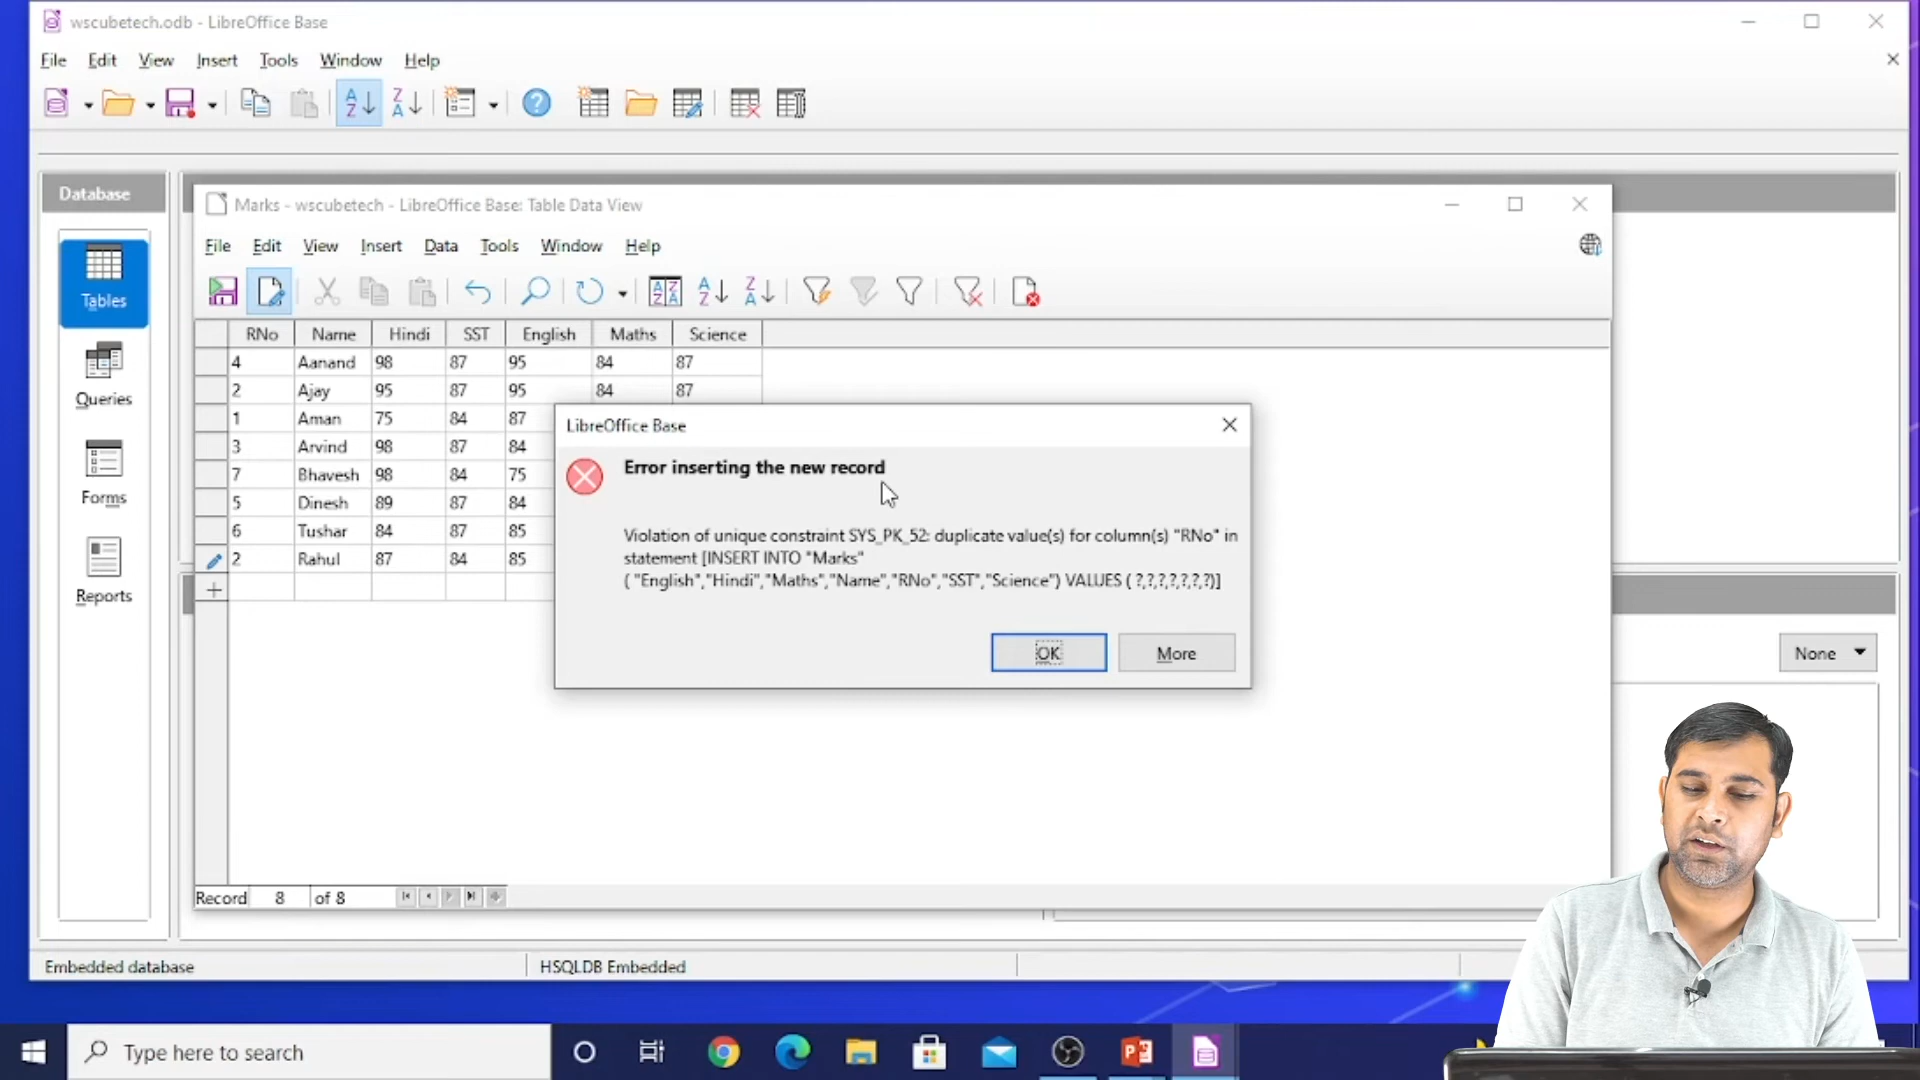 wscubetech.odb - LibreOffice Base
File Edit View Insert Tools Window Help
Database
Tables
Queries
Forms
Reports
Marks - wscubetech - LibreOffice Base: Table Data View
File Edit View Insert Data Tools Window Help
RNo Name Hindi SST English Maths Science
4 Aanand 98 87 95 84 87
2 Ajay 95 87 95 84 87
1 Aman 75 84 87
3 Arvind 98 87 84
7 Bhavesh 98 84 75
5 Dinesh 89 87 84
6 Tushar 84 87 85
2 Rahul 87 84 85
LibreOffice Base
Error inserting the new record
Violation of unique constraint SYS_PK_52: duplicate value(s) for column(s) "RNo" in
statement [INSERT INTO "Marks"
( "English","Hindi","Maths","Name","RNo","SST","Science") VALUES ( ?,?,?,?,?,?,?)]
OK More
None
Record 8 of 8
Embedded database HSQLDB Embedded
Type here to search